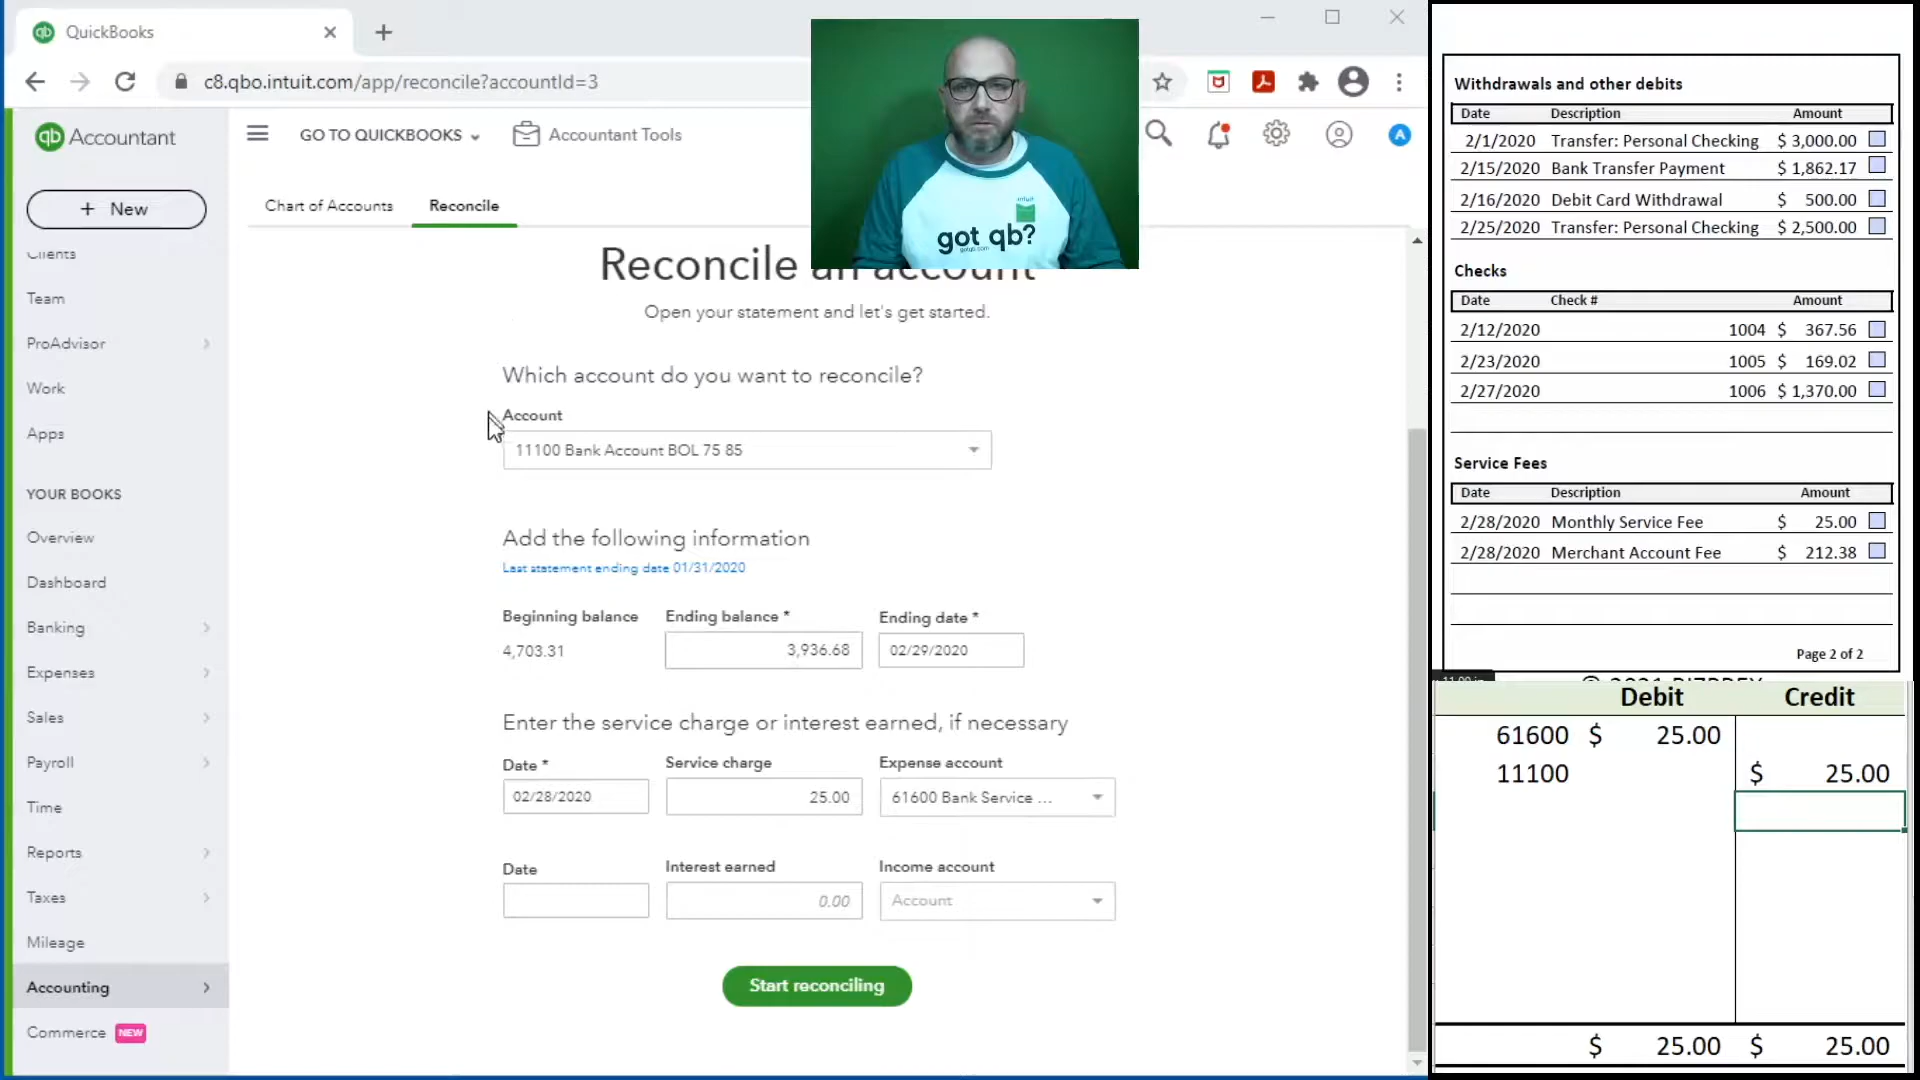 QuickBooks
c8.qbo.intuit.com/app/reconcile?accountId=3
qb Accountant
GO TO QUICKBOOKS
Accountant Tools
A
+ New
Chart of Accounts
Reconcile
Clients
Team
ProAdvisor
Work
Apps
YOUR BOOKS
Overview
Dashboard
Banking
Expenses
Sales
Payroll
Time
Reports
Taxes
Mileage
Accounting
Commerce NEW
intuit
got qb?
Reconcile an account
Open your statement and let's get started.
Which account do you want to reconcile?
Account
11100 Bank Account BOL 75 85
Add the following information
Last statement ending date 01/31/2020
Beginning balance Ending balance * Ending date *
4,703.31 3,936.68 02/29/2020
Enter the service charge or interest earned, if necessary
Date * Service charge Expense account
02/28/2020 25.00 61600 Bank Service ...
Date Interest earned Income account
0.00 Account
Start reconciling
Withdrawals and other debits
Date Description Amount
2/1/2020 Transfer: Personal Checking $ 3,000.00
2/15/2020 Bank Transfer Payment $ 1,862.17
2/16/2020 Debit Card Withdrawal $ 500.00
2/25/2020 Transfer: Personal Checking $ 2,500.00
Checks
Date Check # Amount
2/12/2020 1004 $ 367.56
2/23/2020 1005 $ 169.02
2/27/2020 1006 $ 1,370.00
Service Fees
Date Description Amount
2/28/2020 Monthly Service Fee $ 25.00
2/28/2020 Merchant Account Fee $ 212.38
Page 2 of 2
Debit Credit
61600 $ 25.00
11100 $ 25.00
$ 25.00 $ 25.00